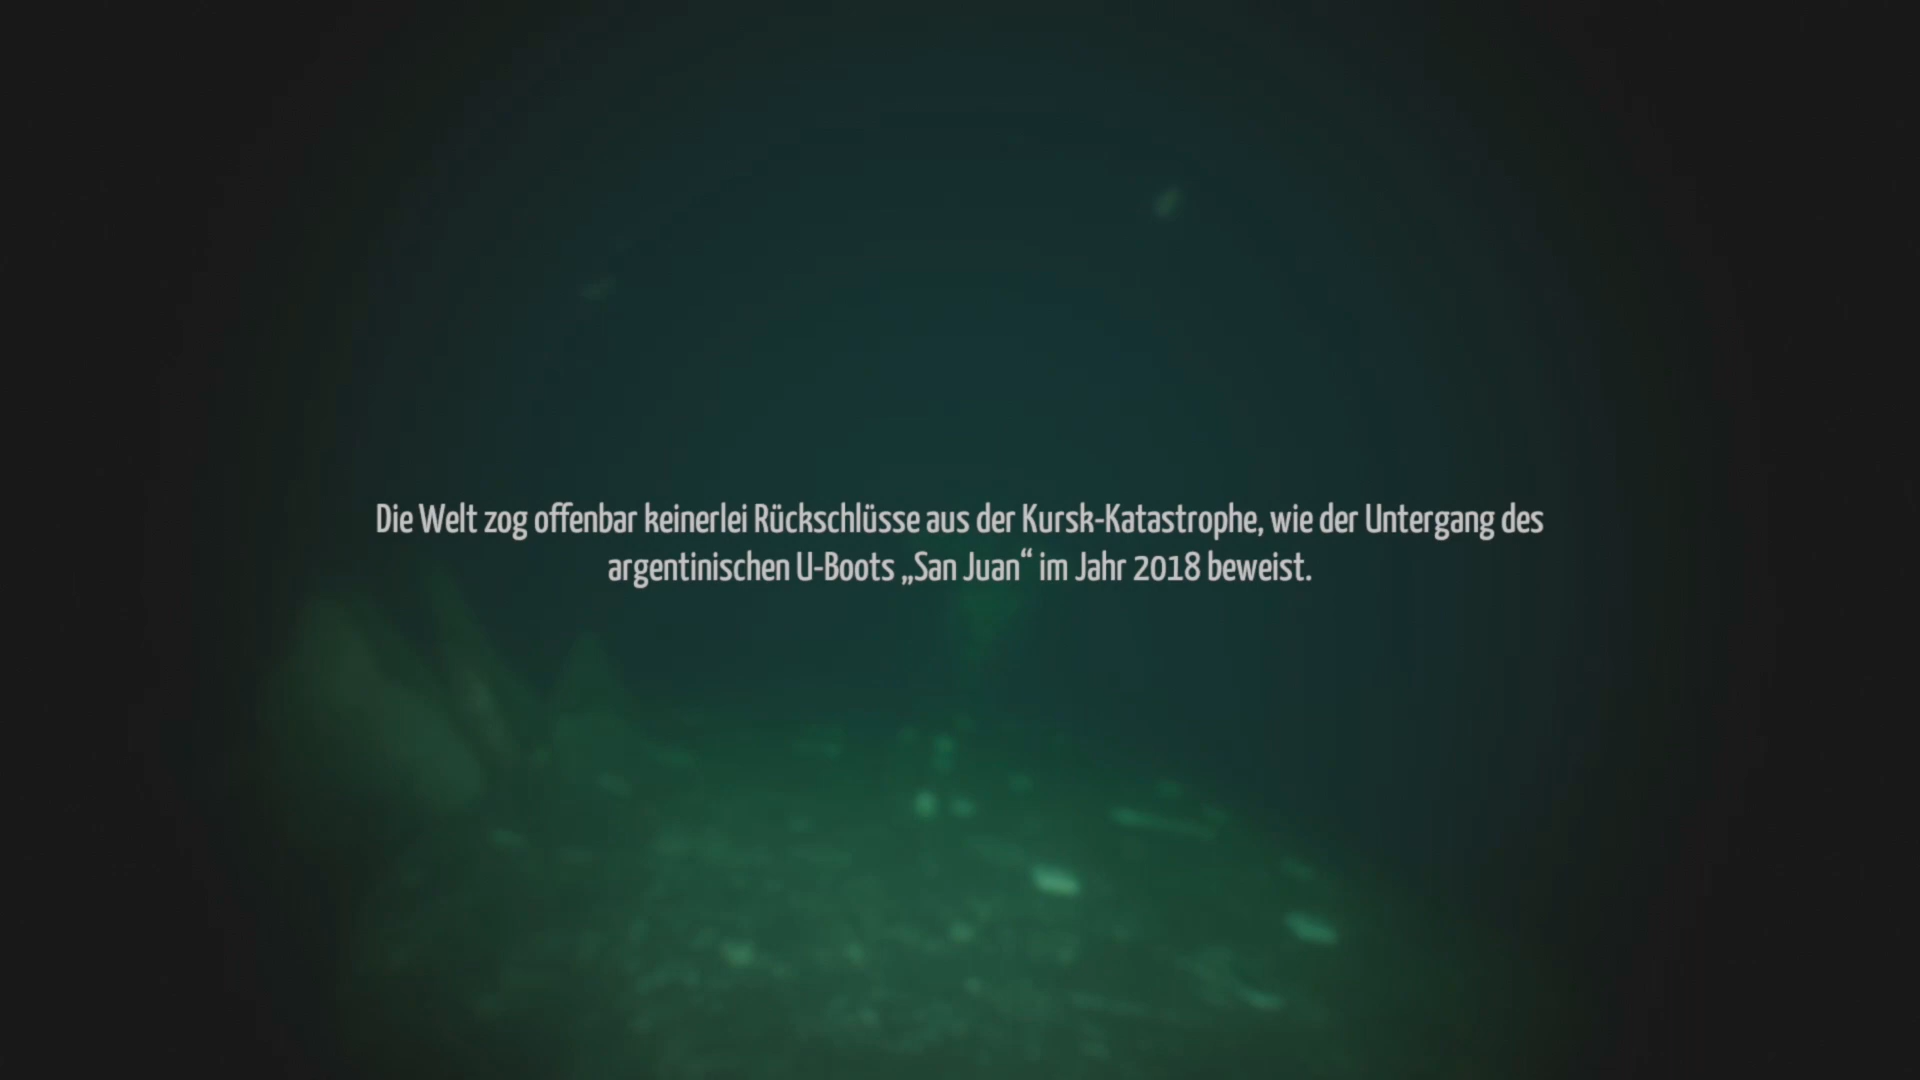 Die Welt zog offenbar keinerlei Rückschlüsse aus der Kursk-Katastrophe, wie der Untergang des
argentinischen U-Boots „San Juan“ im Jahr 2018 beweist.